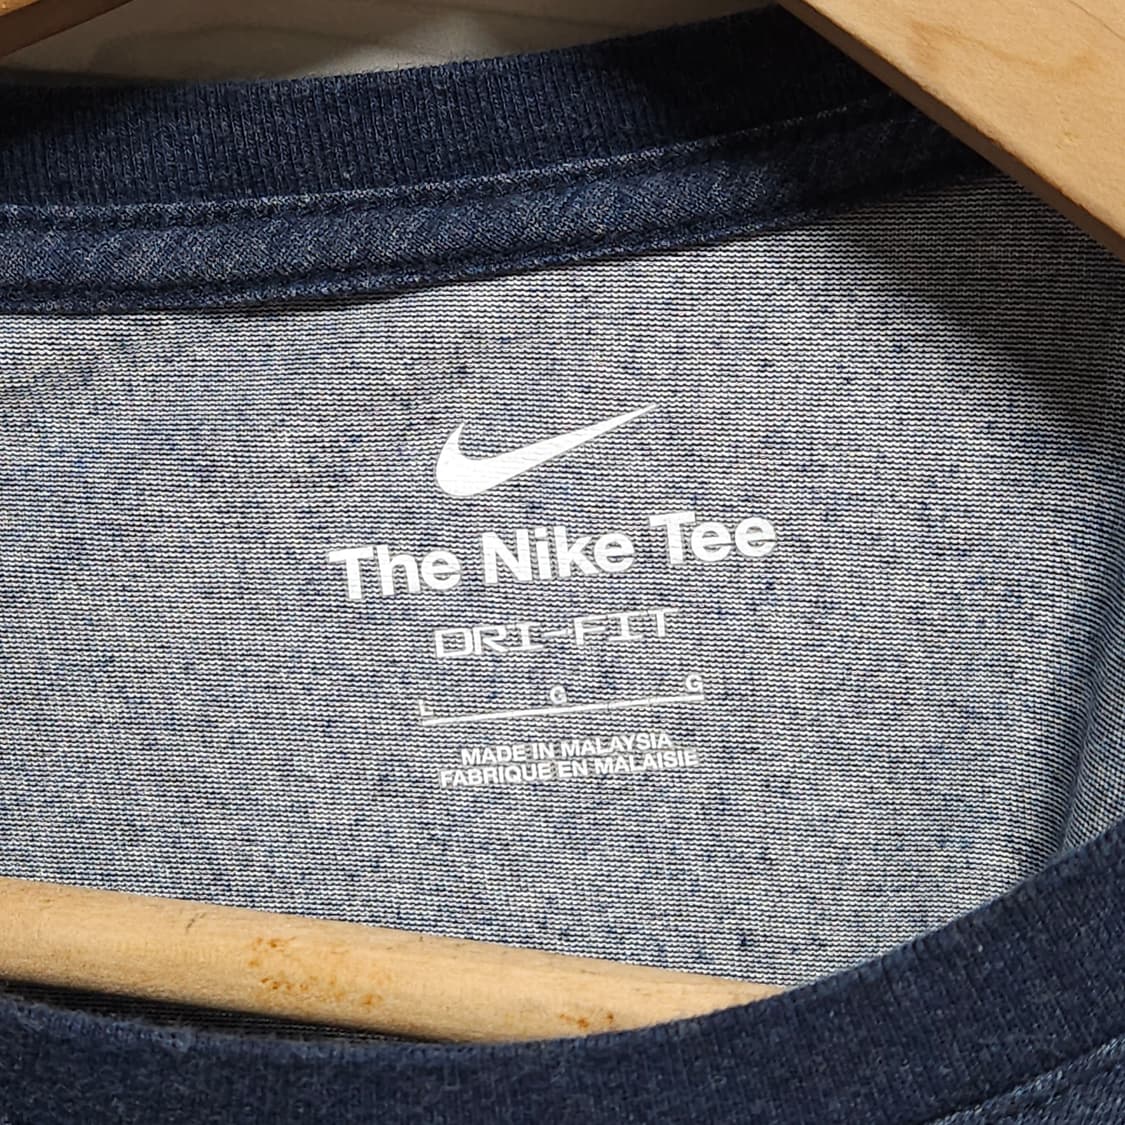 The Nike Tee
DRI-FIT
L G G
MADE IN MALAYSIA
FABRIQUE EN MALAISIE